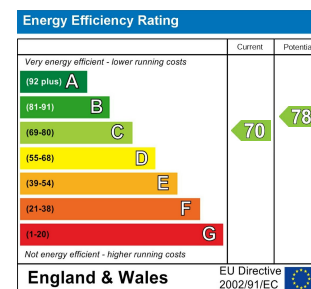 Energy Efficiency Rating
Current Potentia
Very energy efficient - lower running costs
(92 plus) A
(81-91) B
(69-80) C
(55-68) D
(39-54) E
(21-38) F
(1-20) G
70
78
Not energy efficient - higher running costs
England & Wales
EU Directive
2002/91/EC